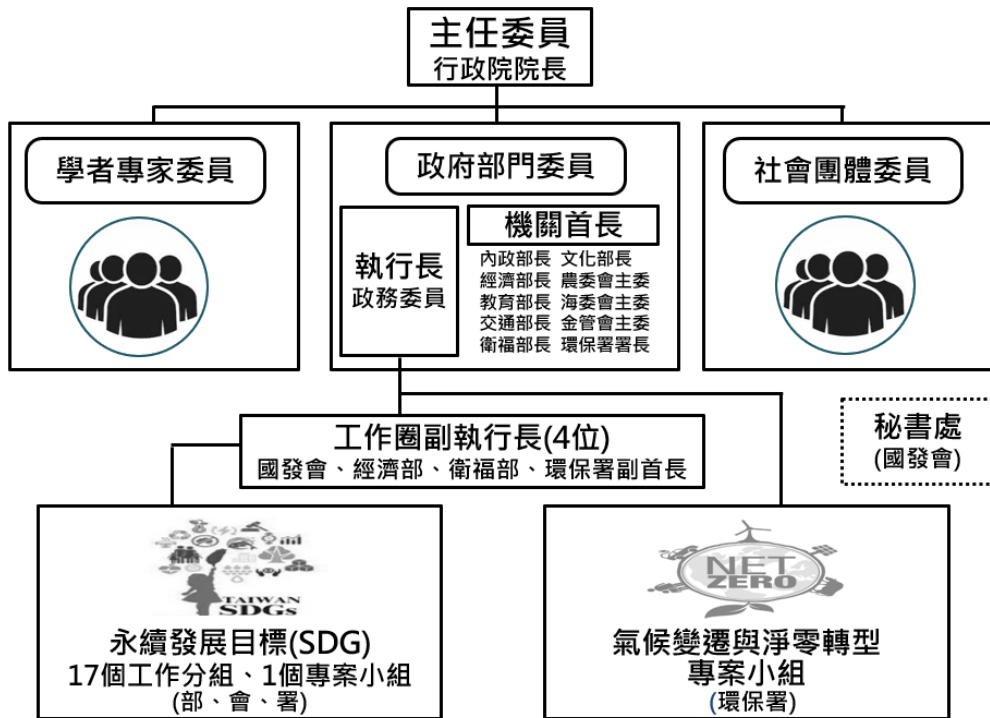 主任委員
行政院院長
學者專家委員
政府部門委員
社會團體委員
執行長
政務委員
機關首長
內政部長 文化部長
經濟部長 農委會主委
教育部長 海委會主委
交通部長 金管會主委
衛福部長 環保署署長
工作圈副執行長(4位)
國發會、經濟部、衛福部、環保署副首長
秘書處
(國發會)
TAIWAN
SDGs
永續發展目標(SDG)
17個工作分組、1個專案小組
(部、會、署)
NET
ZERO
氣候變遷與淨零轉型
專案小組
(環保署)